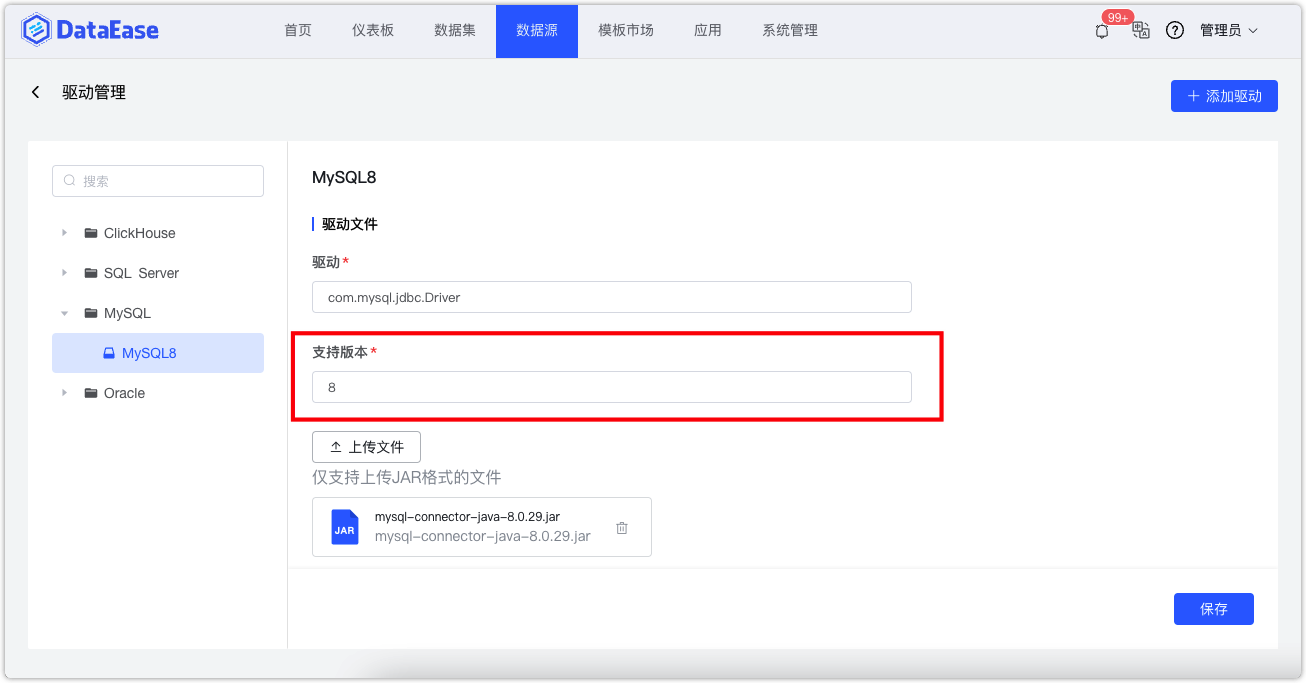 DataEase 首页 仪表板 数据集 数据源 模板市场 应用 系统管理 99+ 管理员
驱动管理
添加驱动
搜索
ClickHouse
SQL Server
MySQL
MySQL8
Oracle
MySQL8
驱动文件
驱动*
com.mysql.jdbc.Driver
支持版本*
8
上传文件
仅支持上传JAR格式的文件
JAR
mysql-connector-java-8.0.29.jar
mysql-connector-java-8.0.29.jar
保存